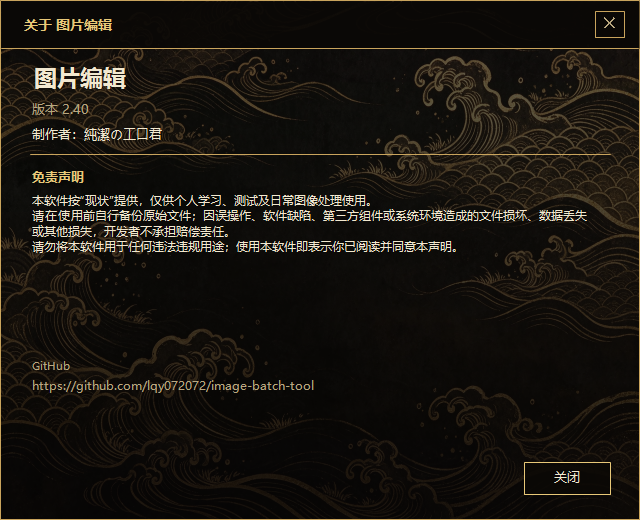 关于 图片编辑
图片编辑
版本 2.40
制作者：純潔の工口君
免责声明
本软件按“现状”提供，仅供个人学习、测试及日常图像处理使用。
请在使用前自行备份原始文件；因误操作、软件缺陷、第三方组件或系统环境造成的文件损坏、数据丢失
或其他损失，开发者不承担赔偿责任。
请勿将本软件用于任何违法违规用途；使用本软件即表示你已阅读并同意本声明。
GitHub
https://github.com/lqy072072/image-batch-tool
关闭